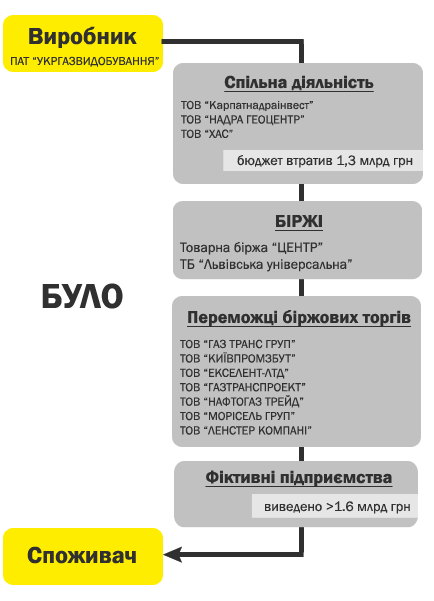 Виробник
ПАТ “УКРГАЗВИДОБУВАННЯ”
Спільна діяльність
ТОВ “Карпатнадраінвест”
ТОВ “НАДРА ГЕОЦЕНТР”
ТОВ “ХАС”
бюджет втратив 1,3 млрд грн
БІРЖІ
Товарна біржа “ЦЕНТР”
ТБ “Львівська універсальна”
БУЛО
Переможці біржових торгів
ТОВ “ГАЗ ТРАНС ГРУП”
ТОВ “КИЇВПРОМЗБУТ”
ТОВ “ЕКСЕЛЕНТ-ЛТД”
ТОВ “ГАЗТРАНСПРОЕКТ”
ТОВ “НАФТОГАЗ ТРЕЙД”
ТОВ “МОРІСЕЛЬ ГРУП”
ТОВ “ЛЕНСТЕР КОМПАНІ”
Фіктивні підприємства
виведено >1.6 млрд грн
Споживач